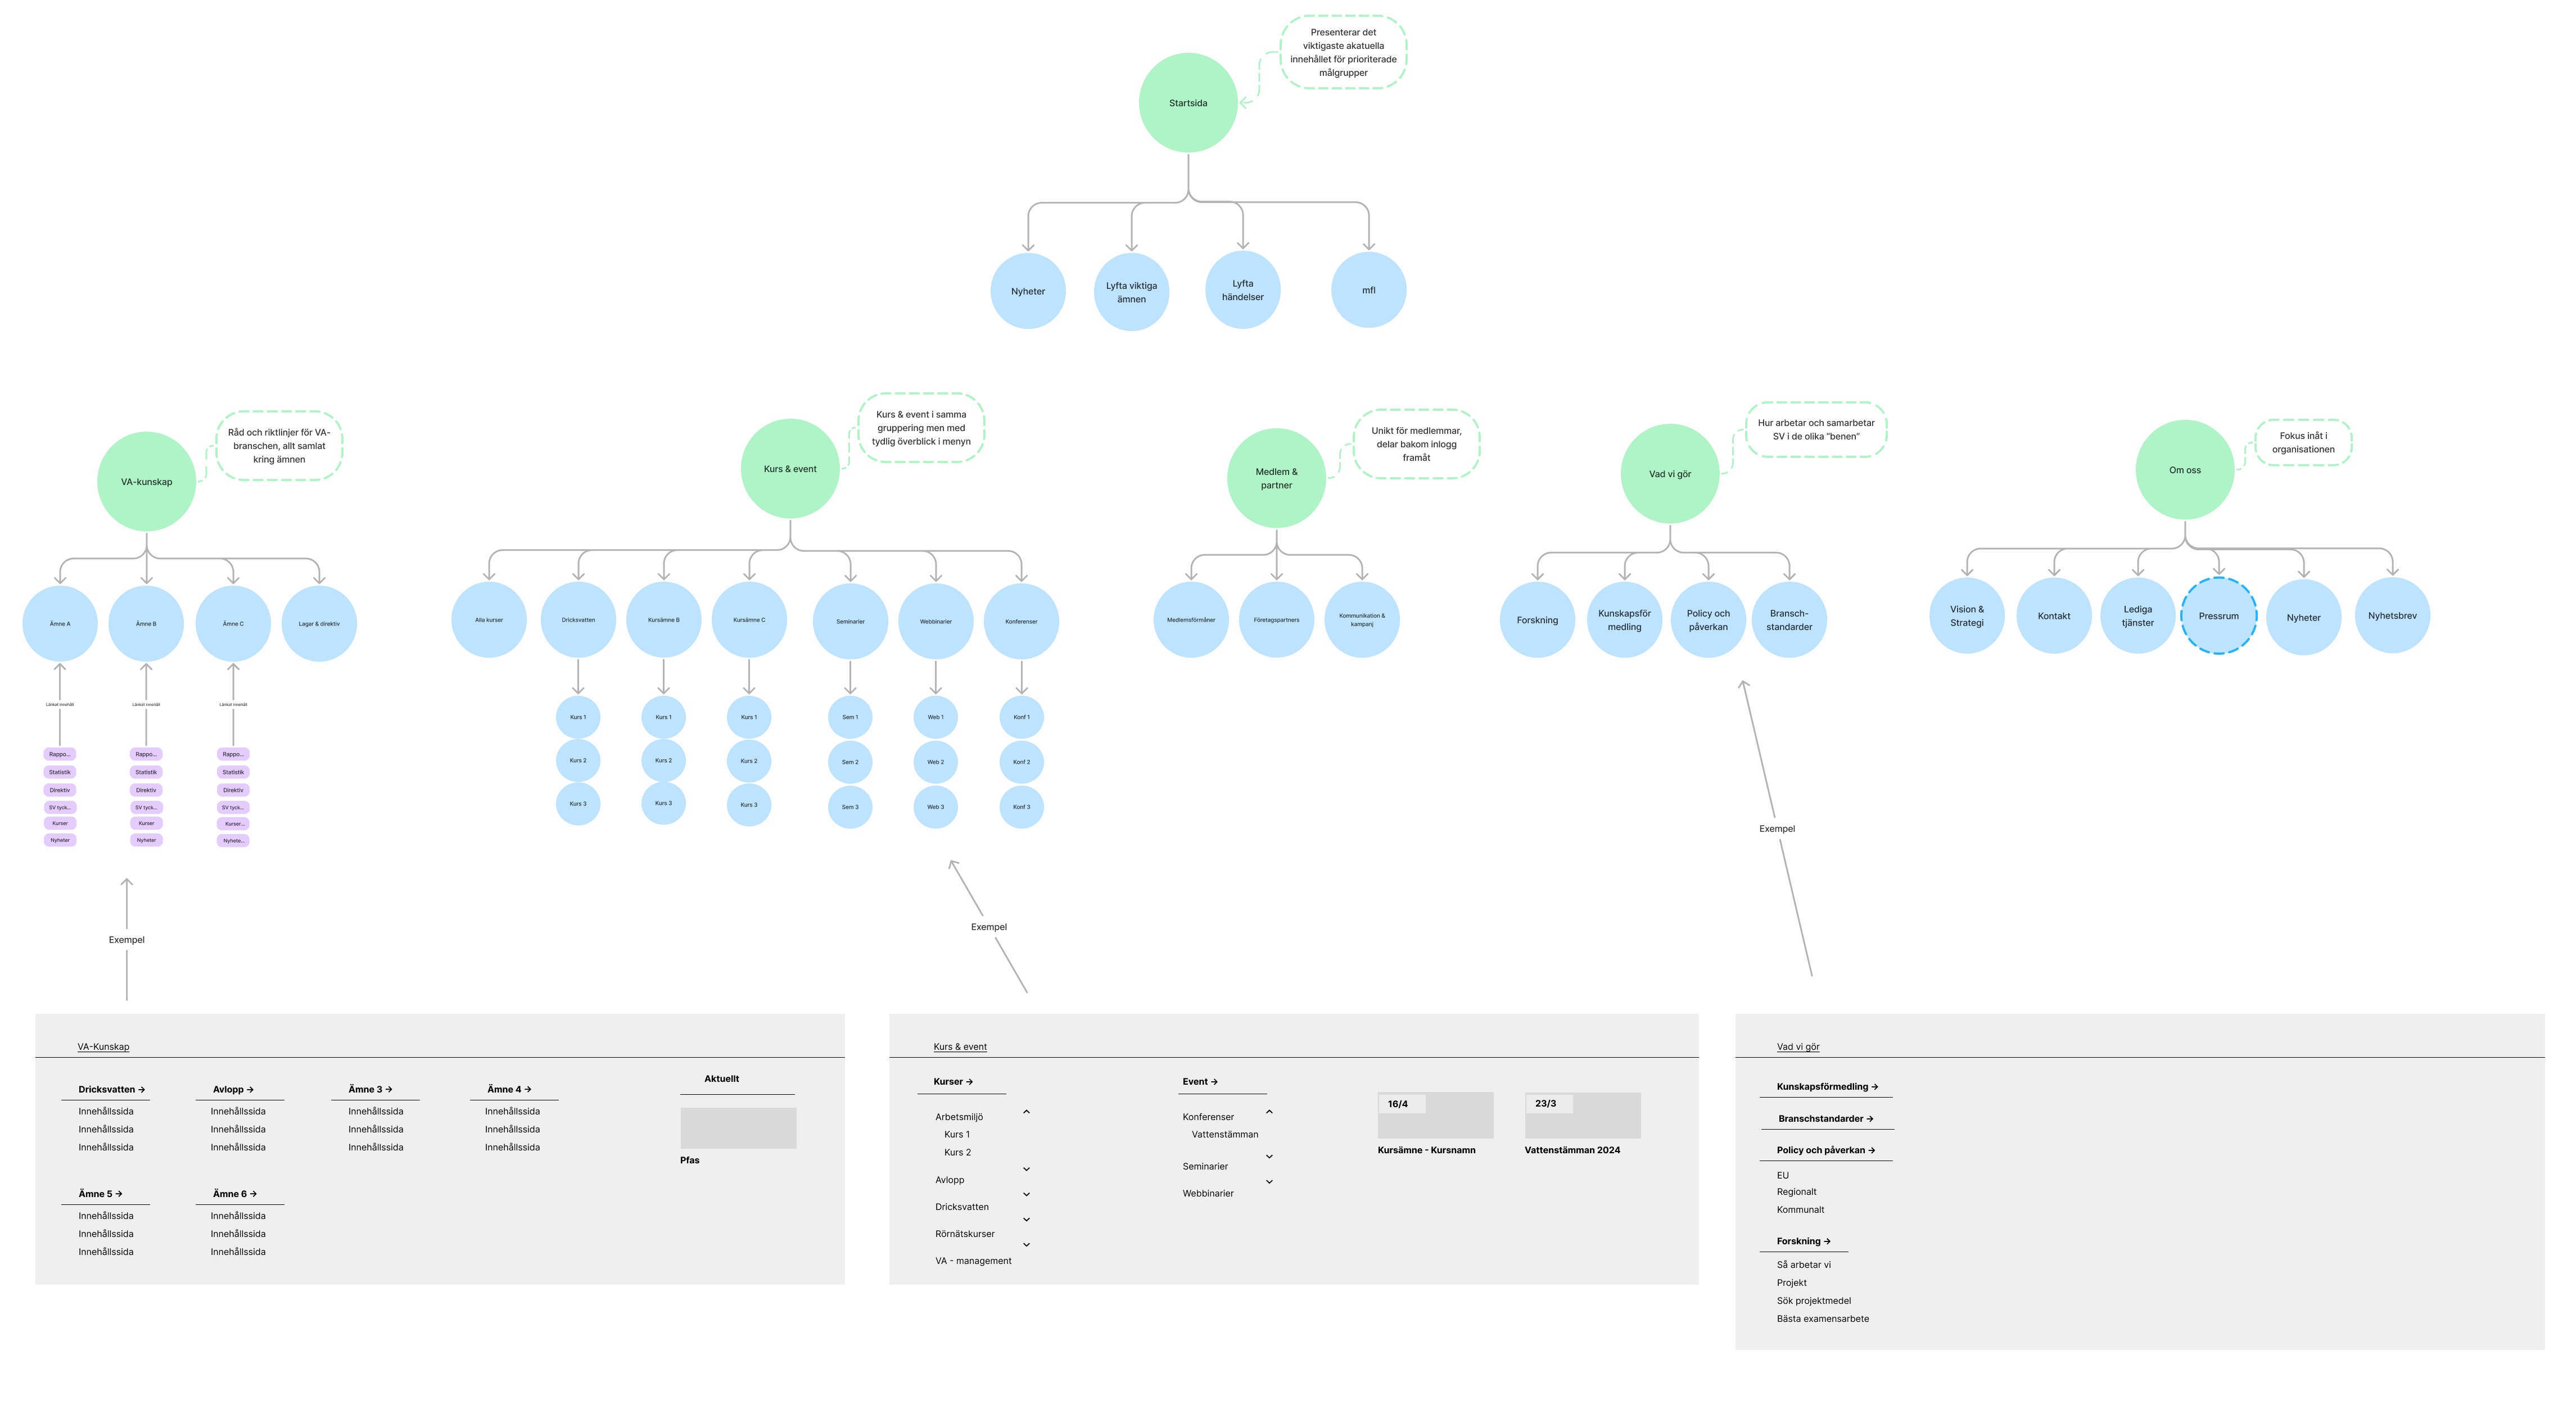 Presenterar det
viktigaste akatuella
innehållet för prioriterade
målgrupper
Startsida
Nyheter
Lyfta viktiga
ämnen
Lyfta
händelser
mfl
Råd och riktlinjer för VA-
branschen, allt samlat
kring ämnen
VA-kunskap
Ämne A
Ämne B
Ämne C
Lagar & direktiv
Länkat innehåll
Länkat innehåll
Länkat innehåll
Rappo...
Statistik
Direktiv
SV tyck...
Kurser
Nyheter
Rappo...
Statistik
Direktiv
SV tyck...
Kurser
Nyheter
Rappo...
Statistik
Direktiv
SV tyck...
Kurser...
Nyhete...
Exempel
Kurs & event i samma
gruppering men med
tydlig överblick i menyn
Kurs & event
Alla kurser
Dricksvatten
Kursämne B
Kursämne C
Seminarier
Webbinarier
Konferenser
Kurs 1
Kurs 2
Kurs 3
Kurs 1
Kurs 2
Kurs 3
Kurs 1
Kurs 2
Kurs 3
Sem 1
Sem 2
Sem 3
Web 1
Web 2
Web 3
Konf 1
Konf 2
Konf 3
Exempel
Unikt för medlemmar,
delar bakom inlogg
framåt
Medlem &
partner
Medlemsförmåner
Företagspartners
Kommunikation &
kampanj
Hur arbetar och samarbetar
SV i de olika "benen"
Vad vi gör
Forskning
Kunskapsför
medling
Policy och
påverkan
Bransch-
standarder
Exempel
Fokus inåt i
organisationen
Om oss
Vision &
Strategi
Kontakt
Lediga
tjänster
Pressrum
Nyheter
Nyhetsbrev
VA-Kunskap
Dricksvatten →
Innehållssida
Innehållssida
Innehållssida
Avlopp →
Innehållssida
Innehållssida
Innehållssida
Ämne 3 →
Innehållssida
Innehållssida
Innehållssida
Ämne 4 →
Innehållssida
Innehållssida
Innehållssida
Aktuellt
Pfas
Ämne 5 →
Innehållssida
Innehållssida
Innehållssida
Ämne 6 →
Innehållssida
Innehållssida
Innehållssida
Kurs & event
Kurser →
Arbetsmiljö
Kurs 1
Kurs 2
Avlopp
Dricksvatten
Rörnätskurser
VA - management
Event →
Konferenser
Vattenstämman
Seminarier
Webbinarier
16/4
Kursämne - Kursnamn
23/3
Vattenstämman 2024
Vad vi gör
Kunskapsförmedling →
Branschstandarder →
Policy och påverkan →
EU
Regionalt
Kommunalt
Forskning →
Så arbetar vi
Projekt
Sök projektmedel
Bästa examensarbete